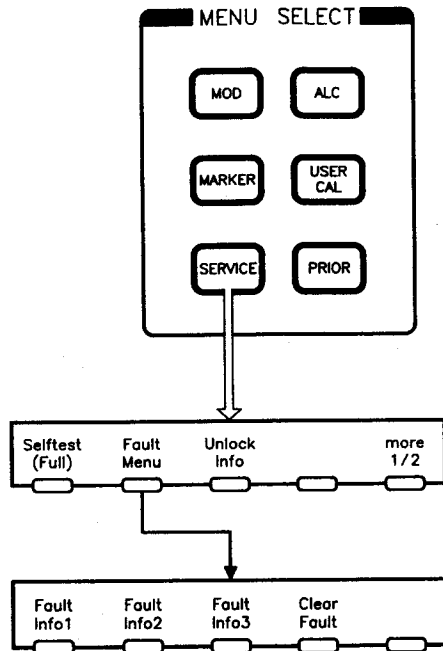 MENU SELECT
MOD
ALC
MARKER
USER
CAL
SERVICE
PRIOR
Selftest
(Full)
Fault
Menu
Unlock
Info
more
1/2
Fault
Info1
Fault
Info2
Fault
Info3
Clear
Fault